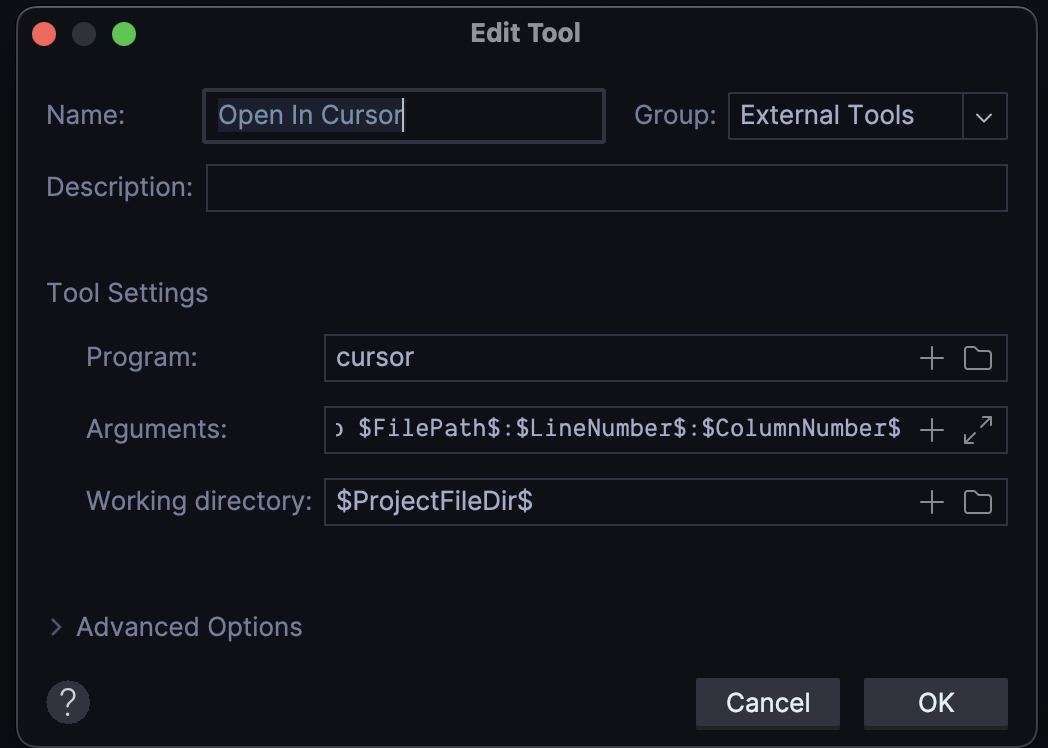 Edit Tool
Name: Open In Cursor Group: External Tools
Description:
Tool Settings
Program: cursor
Arguments: $FilePath$:$LineNumber$:$ColumnNumber$
Working directory: $ProjectFileDir$
Advanced Options
? Cancel OK